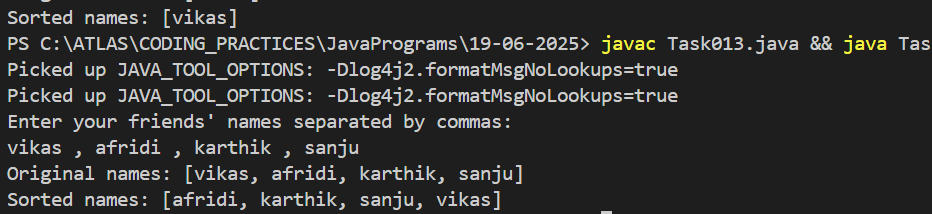 Sorted names: [vikas]
PS C:\ATLAS\CODING_PRACTICES\JavaPrograms\19-06-2025> javac Task013.java && java Tas
Picked up JAVA_TOOL_OPTIONS: -Dlog4j2.formatMsgNoLookups=true
Picked up JAVA_TOOL_OPTIONS: -Dlog4j2.formatMsgNoLookups=true
Enter your friends' names separated by commas:
vikas , afridi , karthik , sanju
Original names: [vikas, afridi, karthik, sanju]
Sorted names: [afridi, karthik, sanju, vikas]